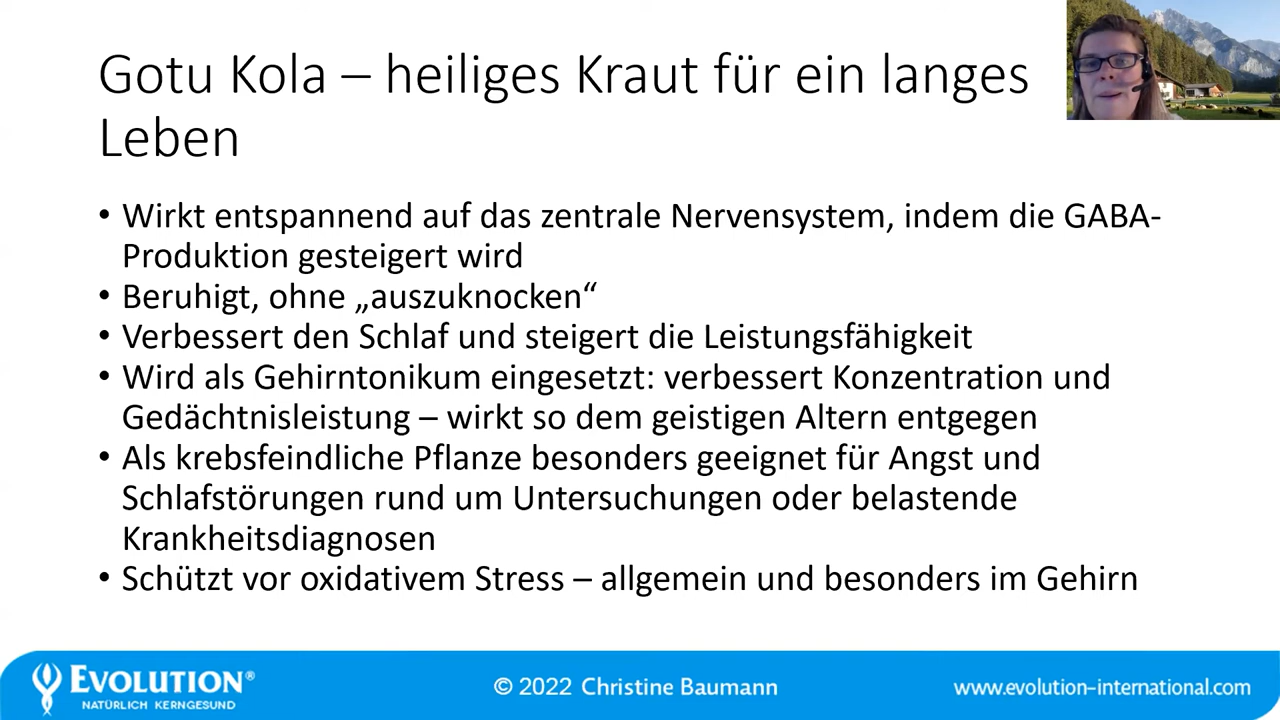 Gotu Kola – heiliges Kraut für ein langes
Leben
• Wirkt entspannend auf das zentrale Nervensystem, indem die GABA-
Produktion gesteigert wird
• Beruhigt, ohne „auszuknocken“
• Verbessert den Schlaf und steigert die Leistungsfähigkeit
• Wird als Gehirntonikum eingesetzt: verbessert Konzentration und
Gedächtnisleistung – wirkt so dem geistigen Altern entgegen
• Als krebsfeindliche Pflanze besonders geeignet für Angst und
Schlafstörungen rund um Untersuchungen oder belastende
Krankheitsdiagnosen
• Schützt vor oxidativem Stress – allgemein und besonders im Gehirn
EVOLUTION®
NATÜRLICH KERNGESUND
© 2022 Christine Baumann
www.evolution-international.com